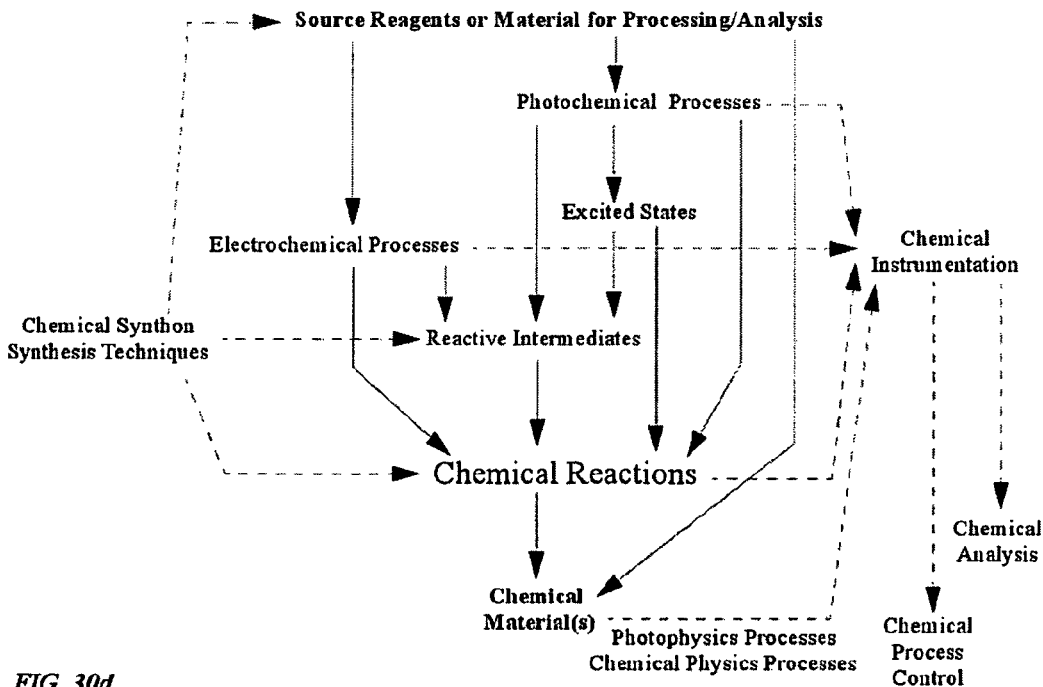 Source Reagents or Material for Processing/Analysis
Photochemical Processes
Excited States
Electrochemical Processes
Chemical
Instrumentation
Chemical Synthon
Synthesis Techniques
Reactive Intermediates
Chemical Reactions
Chemical
Analysis
Chemical
Material(s)
Photophysics Processes
Chemical Physics Processes
Chemical
Process
Control
FIG. 30d